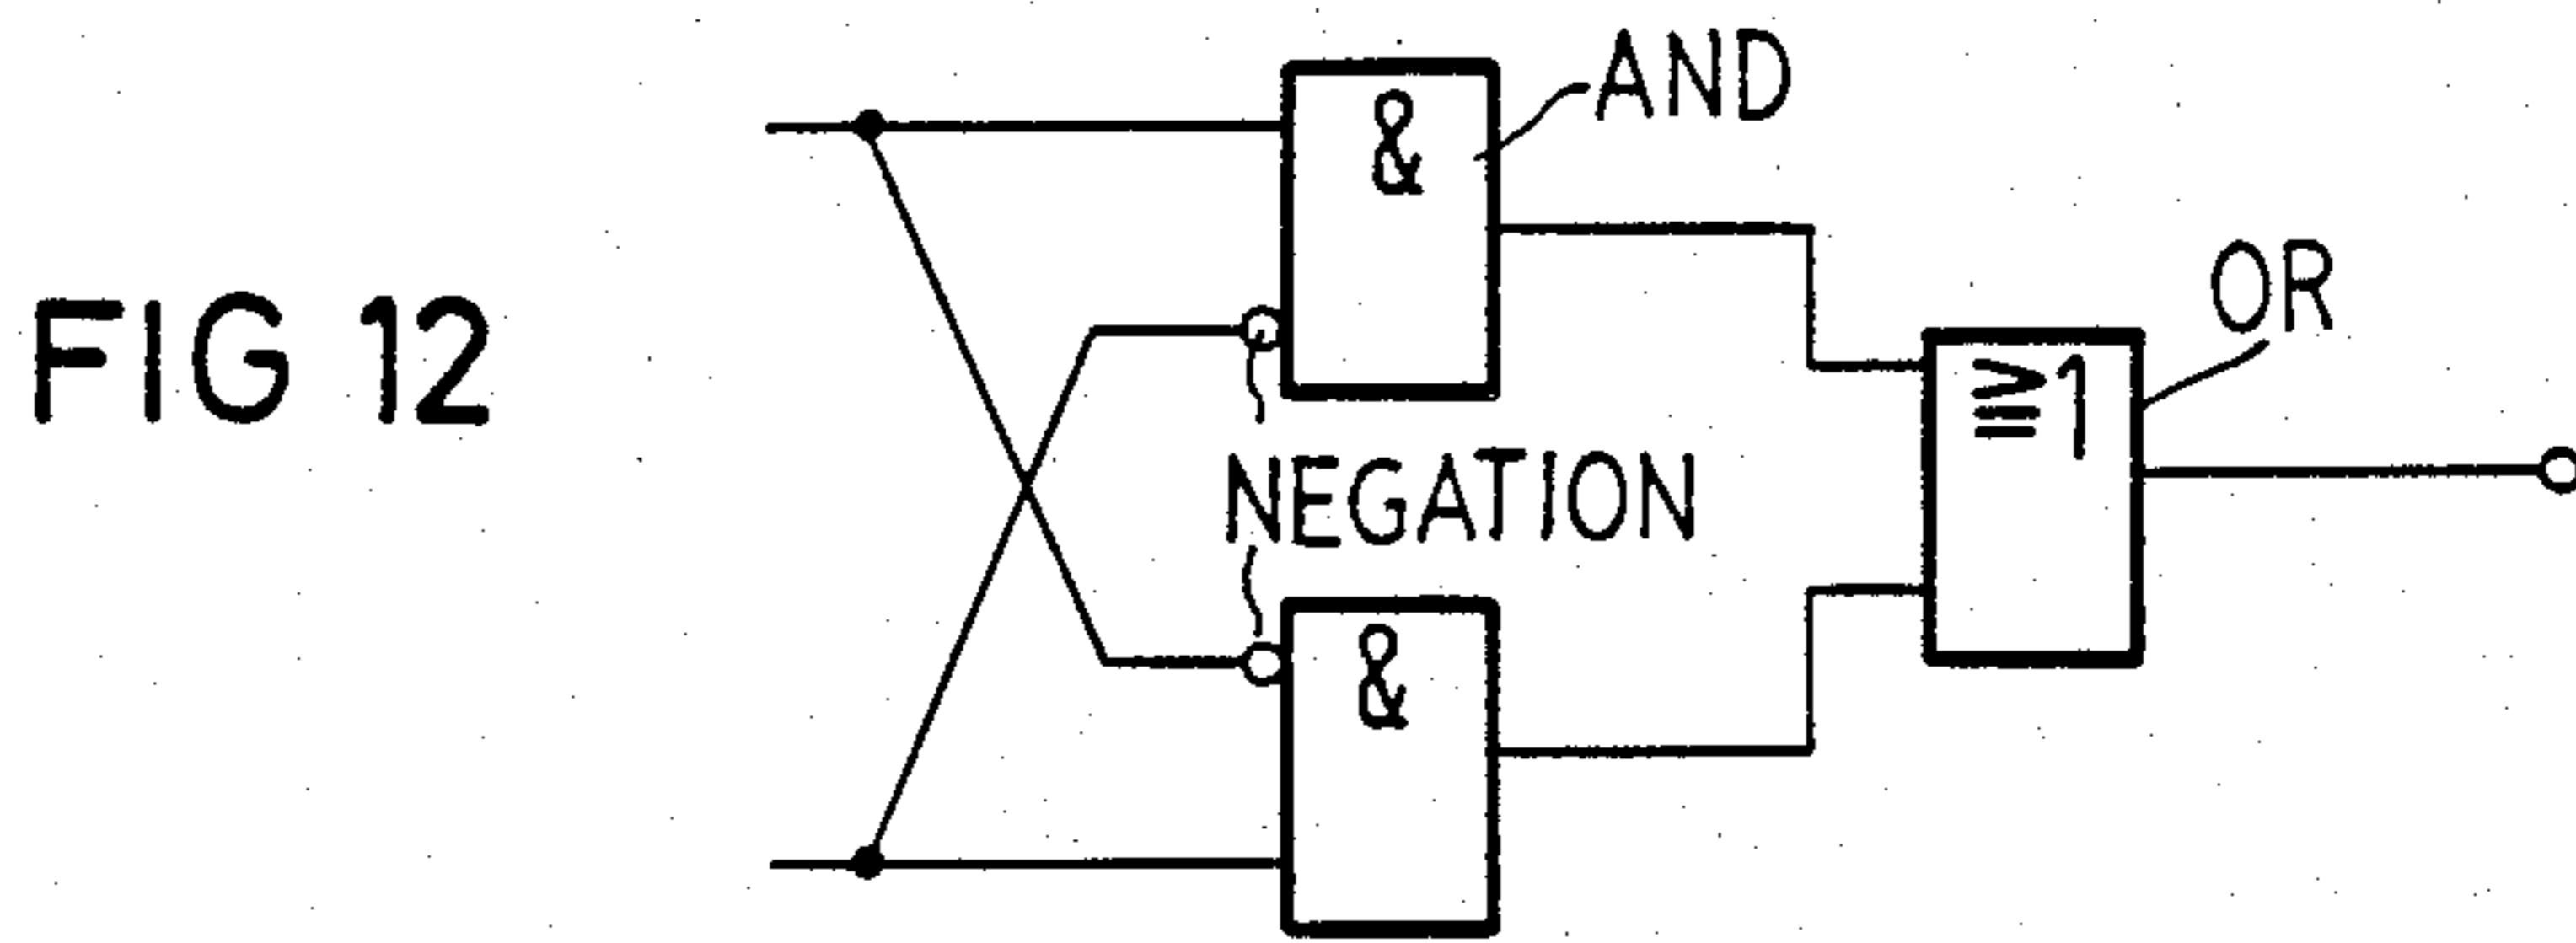 FIG 12
&
AND
OR
≧1
NEGATION
&